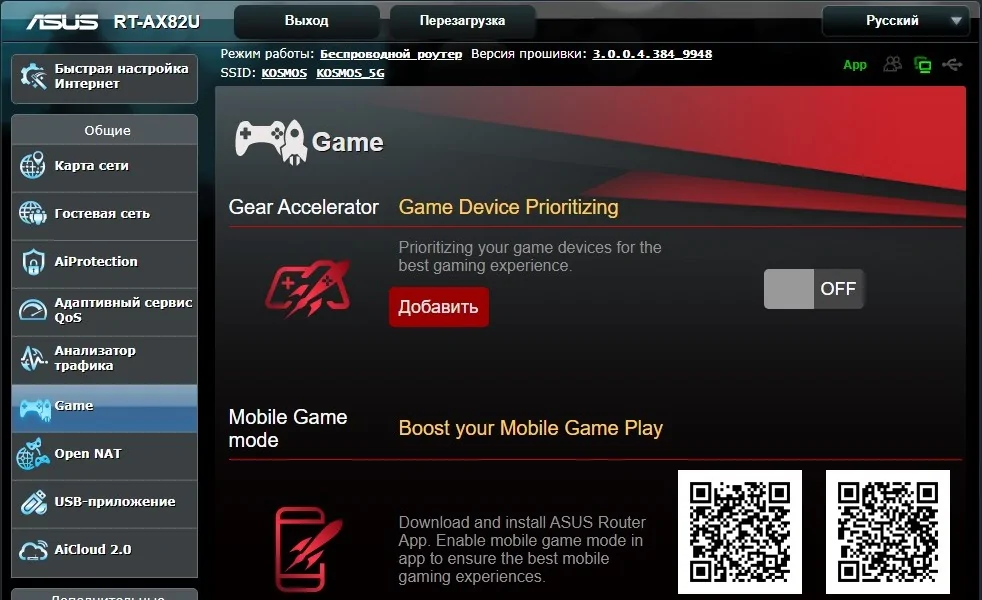 ASUS RT-AX82U Выход Перезагрузка Русский
Режим работы: Беспроводной роутер Версия прошивки: 3.0.0.4.384_9948
SSID: KOSMOS KOSMOS_5G
App
Быстрая настройка
Интернет
Общие
Карта сети
Гостевая сеть
AiProtection
Адаптивный сервис
QoS
Анализатор
трафика
Game
Open NAT
USB-приложение
AiCloud 2.0
Дополнительные
Game
Gear Accelerator
Game Device Prioritizing
Prioritizing your game devices for the
best gaming experience.
Добавить
OFF
Mobile Game
mode
Boost your Mobile Game Play
Download and install ASUS Router
App. Enable mobile game mode in
app to ensure the best mobile
gaming experiences.